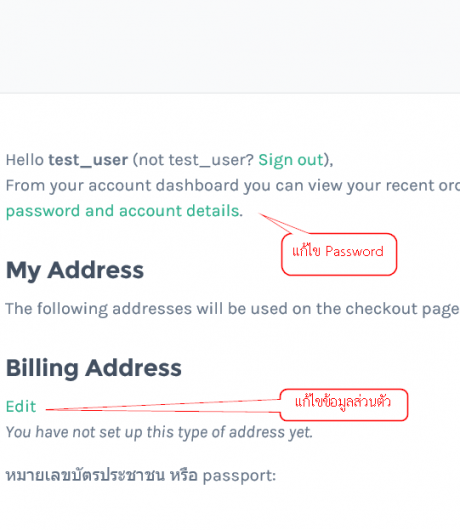 Hello test_user (not test_user? Sign out),
From your account dashboard you can view your recent
password and account details.
แก้ไข Password
My Address
The following addresses will be used on the checkout page
Billing Address
Edit
แก้ไขข้อมูลส่วนตัว
You have not set up this type of address yet.
หมายเลขบัตรประชาชน หรือ passport: